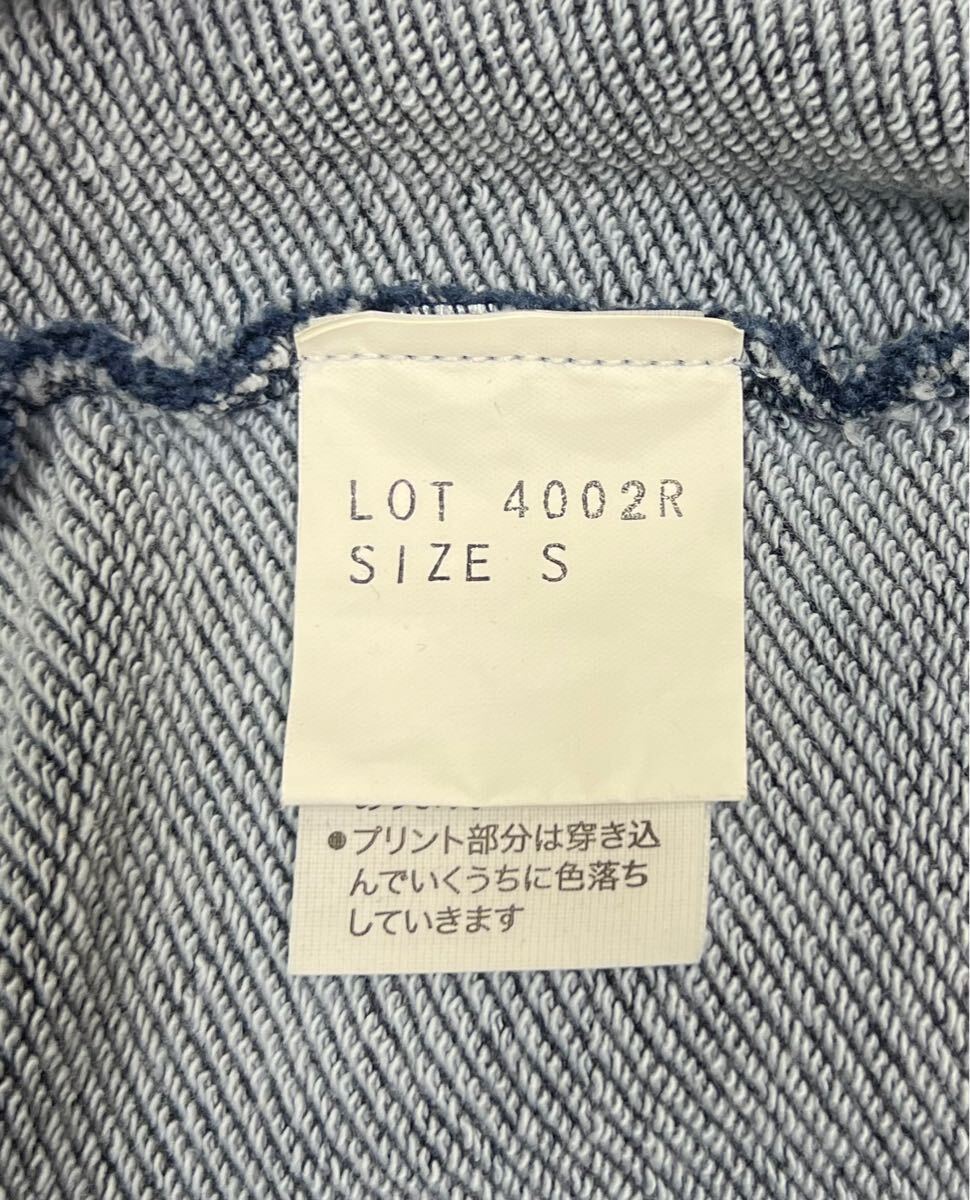 LOT 4002R
SIZE S
●プリント部分は穿き込
んでいくうちに色落ち
していきます